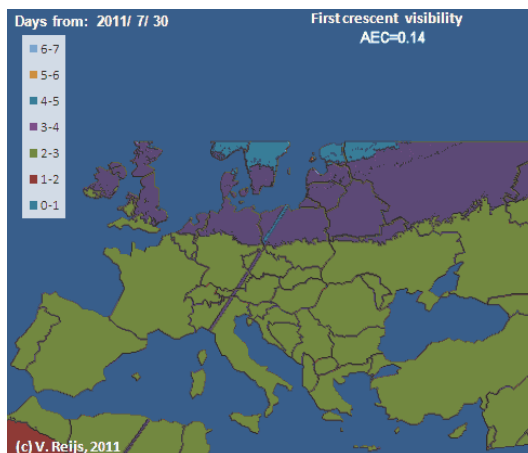 Days from: 2011/ 7/ 30
First crescent visibility
AEC=0.14
6-7
5-6
4-5
3-4
2-3
1-2
0-1
(c) V. Reijs, 2011